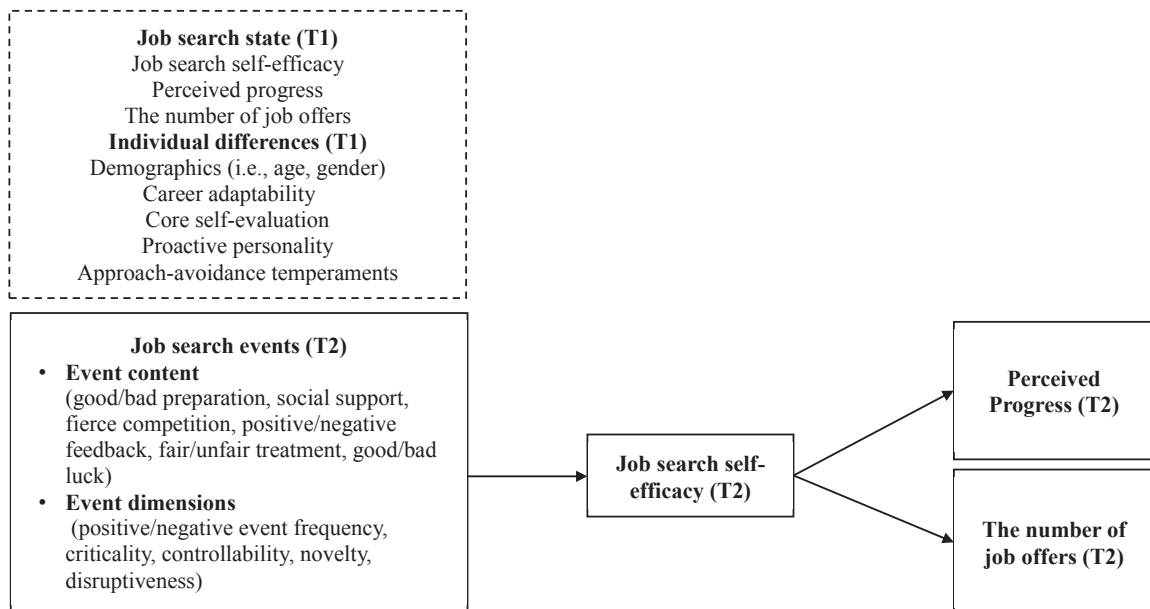 Job search state (T1)
Job search self-efficacy
Perceived progress
The number of job offers
Individual differences (T1)
Demographics (i.e., age, gender)
Career adaptability
Core self-evaluation
Proactive personality
Approach-avoidance temperaments
Job search events (T2)
• Event content
(good/bad preparation, social support,
fierce competition, positive/negative
feedback, fair/unfair treatment, good/bad
luck)
• Event dimensions
(positive/negative event frequency,
criticality, controllability, novelty,
disruptiveness)
Job search self-
efficacy (T2)
Perceived
Progress (T2)
The number of
job offers (T2)